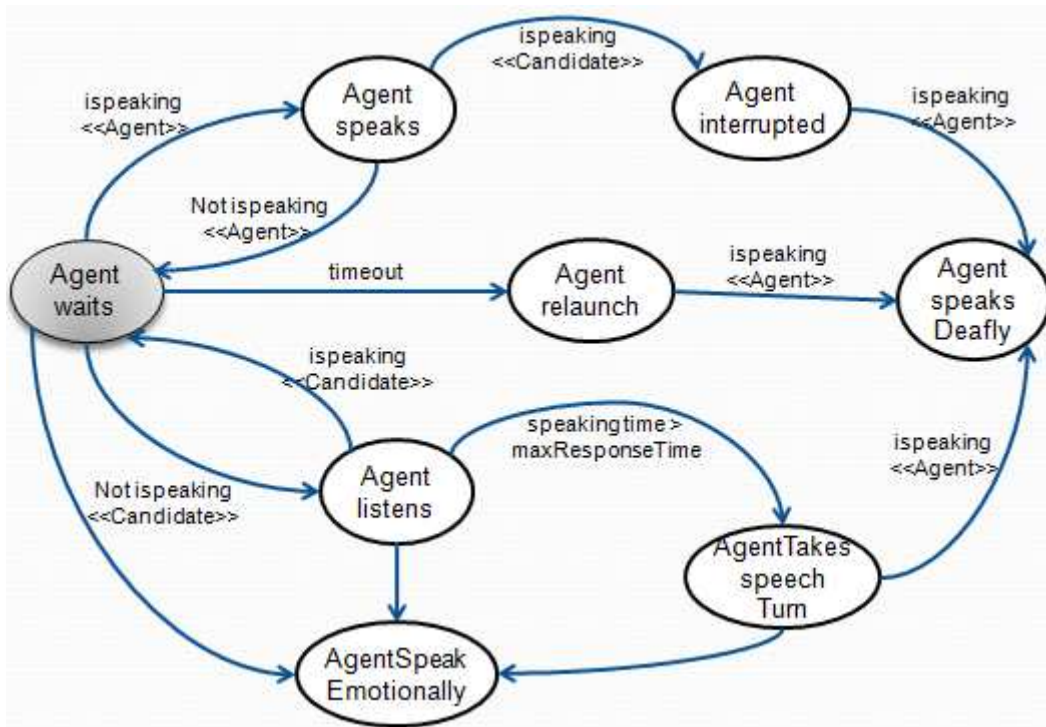 ispeaking
<<Candidate>>
Agent
speaks
Agent
interrupted
ispeaking
<<Agent>>
ispeaking
<<Agent>>
Not ispeaking
<<Agent>>
Agent
waits
timeout
Agent
relaunch
ispeaking
<<Agent>>
Agent
speaks
Deafly
ispeaking
<<Candidate>>
speakingtime >
maxResponseTime
ispeaking
<<Agent>>
Agent
listens
Not ispeaking
<<Candidate>>
AgentTakes
speech
Turn
AgentSpeak
Emotionally